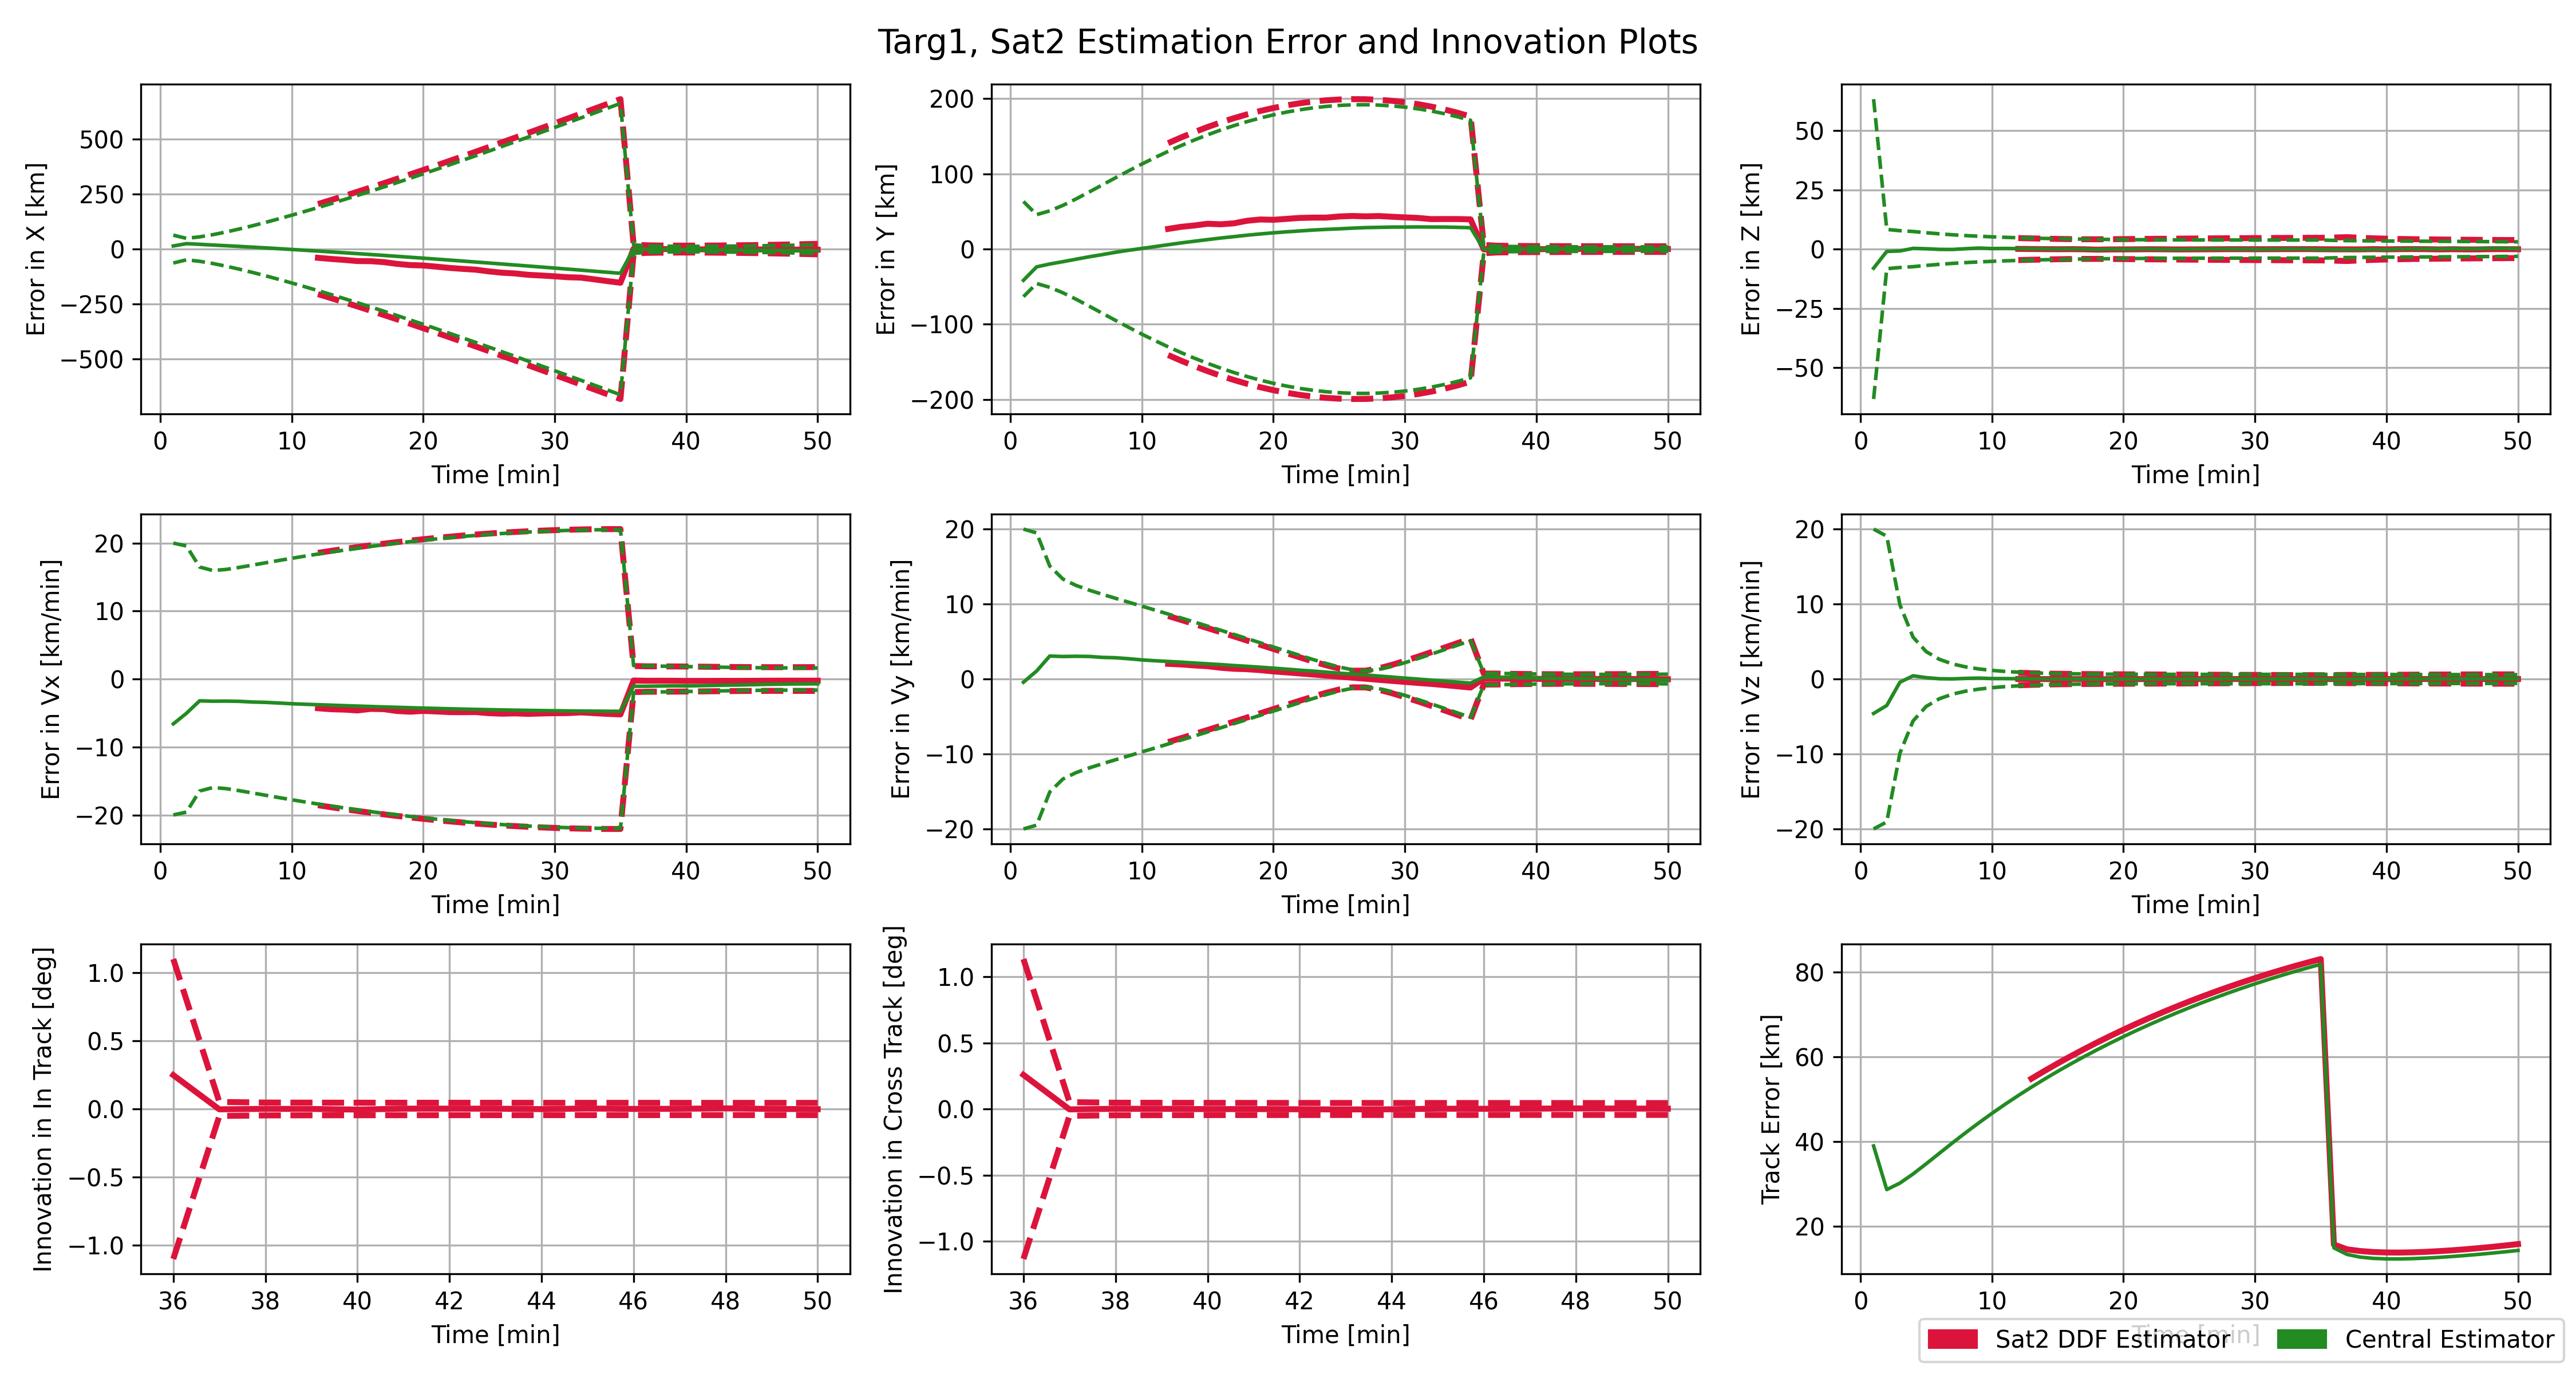 Targ1, Sat2 Estimation Error and Innovation Plots
Error in X [km]
500
250
0
−250
−500
0 10 20 30 40 50
Time [min]
Error in Y [km]
200
100
0
−100
−200
0 10 20 30 40 50
Time [min]
Error in Z [km]
50
25
0
−25
−50
0 10 20 30 40 50
Time [min]
Error in Vx [km/min]
20
10
0
−10
−20
0 10 20 30 40 50
Time [min]
Error in Vy [km/min]
20
10
0
−10
−20
0 10 20 30 40 50
Time [min]
Error in Vz [km/min]
20
10
0
−10
−20
0 10 20 30 40 50
Time [min]
Innovation in In Track [deg]
1.0
0.5
0.0
−0.5
−1.0
36 38 40 42 44 46 48 50
Time [min]
Innovation in Cross Track [deg]
1.0
0.5
0.0
−0.5
−1.0
36 38 40 42 44 46 48 50
Time [min]
Track Error [km]
80
60
40
20
0 10 20 30 40 50
Time [min]
Sat2 DDF Estimator
Central Estimator